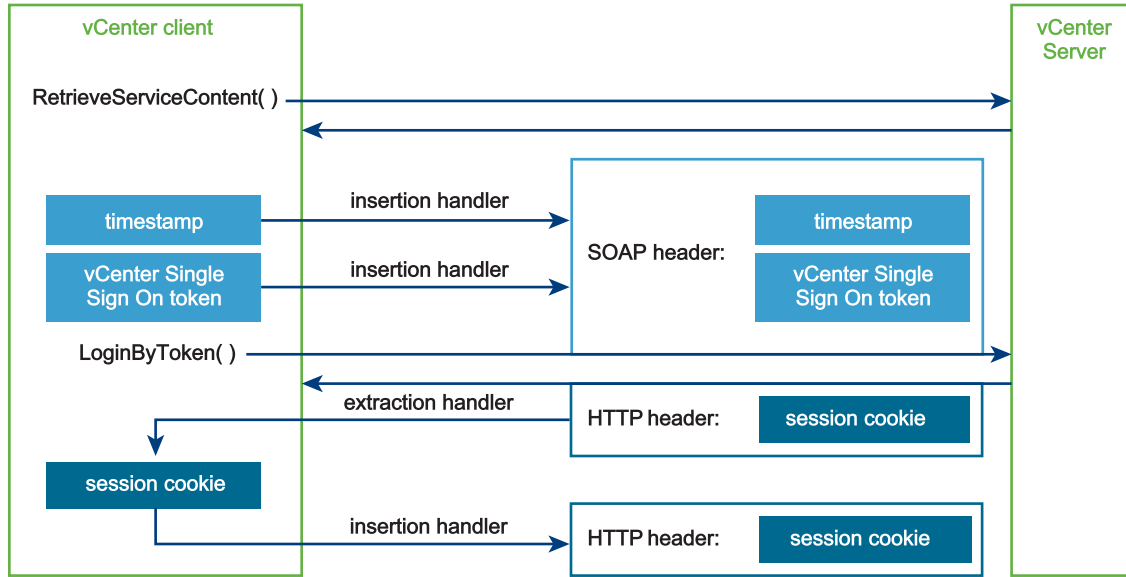 vCenter client
vCenter
Server
RetrieveServiceContent( )
timestamp
insertion handler
SOAP header:
timestamp
vCenter Single
Sign On token
insertion handler
vCenter Single
Sign On token
LoginByToken( )
extraction handler
HTTP header:
session cookie
session cookie
insertion handler
HTTP header:
session cookie